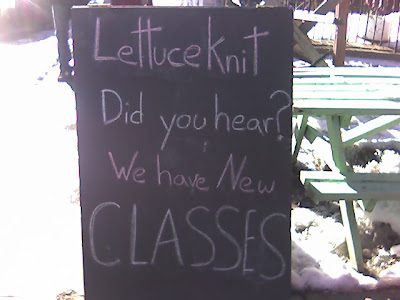 Lettuce Knit
Did you hear?
We have New
CLASSES